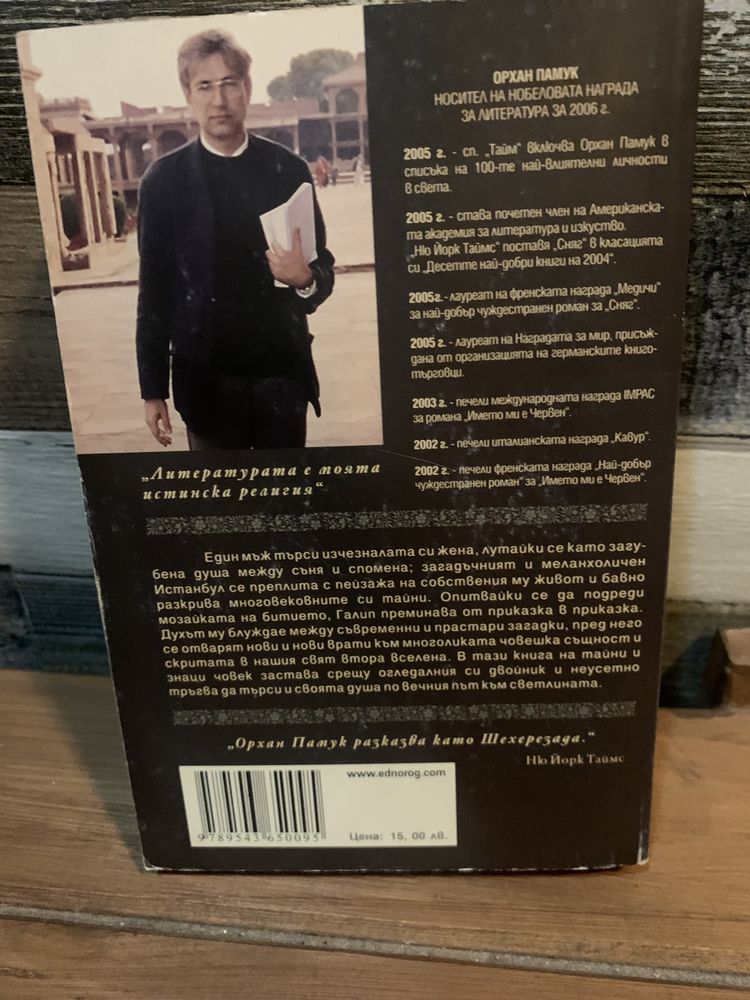 ОРХАН ПАМУК
НОСИТЕЛ НА НОБЕЛОВАТА НАГРАДА
ЗА ЛИТЕРАТУРА ЗА 2006 г.
2005 г. - сп. „Тайм" включва Орхан Памук в
списъка на 100-те най-влиятелни личности
в света.
2005 г. - става почетен член на Американска-
та академия за литература и изкуство.
„Ню Йорк Таймс" поставя „Сняг" в класацията
си „Десетте най-добри книги на 2004".
2005г. - лауреат на френската награда „Медичи"
за най-добър чуждестранен роман за „Сняг".
2005 г. - лауреат на Наградата за мир, присъж-
дана от организацията на германските книго-
търговци.
2003 г. - печели международната награда IMPAC
за романа „Името ми е Червен".
2002 г. - печели италианската награда „Кавур".
2002 г. - печели френската награда „Най-добър
чуждестранен роман" за „Името ми е Червен".
„Литературата е моята
истинска религия"
Един мъж търси изчезналата си жена, лутайки се като загу-
бена душа между съня и спомена; загадъчният и меланхоличен
Истанбул се преплита с пейзажа на собствения му живот и бавно
разкрива многовековните си тайни. Опитвайки се да подреди
мозайката на битието, Галип преминава от приказка в приказка.
Духът му блуждае между съвременни и прастари загадки, пред него
се отварят нови и нови врати към многоликата човешка същност и
скритата в нашия свят втора вселена. В тази книга на тайни и
знаци човек застава срещу огледалния си двойник и неусетно
тръгва да търси и своята душа по вечния път към светлината.
„Орхан Памук разказва като Шехерезада."
Ню Йорк Таймс
www.ednorog.com
9 789543 650095
Цена: 15, 00 лв.